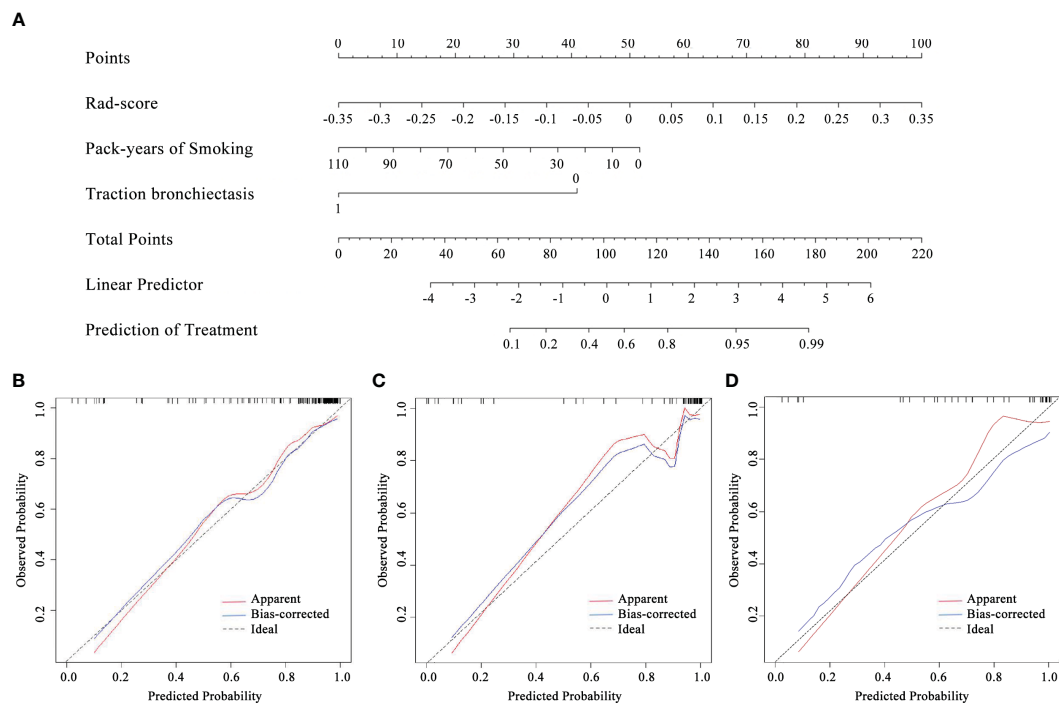 A
0 10 20 30 40 50 60 70 80 90 100
Points
Rad-score
-0.35 -0.3 -0.25 -0.2 -0.15 -0.1 -0.05 0 0.05 0.1 0.15 0.2 0.25 0.3 0.35
Pack-years of Smoking
110 90 70 50 30 10 0
0
Traction bronchiectasis
1
Total Points
0 20 40 60 80 100 120 140 160 180 200 220
Linear Predictor
-4 -3 -2 -1 0 1 2 3 4 5 6
Prediction of Treatment
0.1 0.2 0.4 0.6 0.8 0.95 0.99
B
Observed Probability
1.0
0.8
0.6
0.4
0.2
Apparent
Bias-corrected
Ideal
0.0 0.2 0.4 0.6 0.8 1.0
Predicted Probability
C
Observed Probability
1.0
0.8
0.6
0.4
0.2
Apparent
Bias-corrected
Ideal
0.0 0.2 0.4 0.6 0.8 1.0
Predicted Probability
D
Observed Probability
1.0
0.8
0.6
0.4
0.2
Apparent
Bias-corrected
Ideal
0.0 0.2 0.4 0.6 0.8 1.0
Predicted Probability